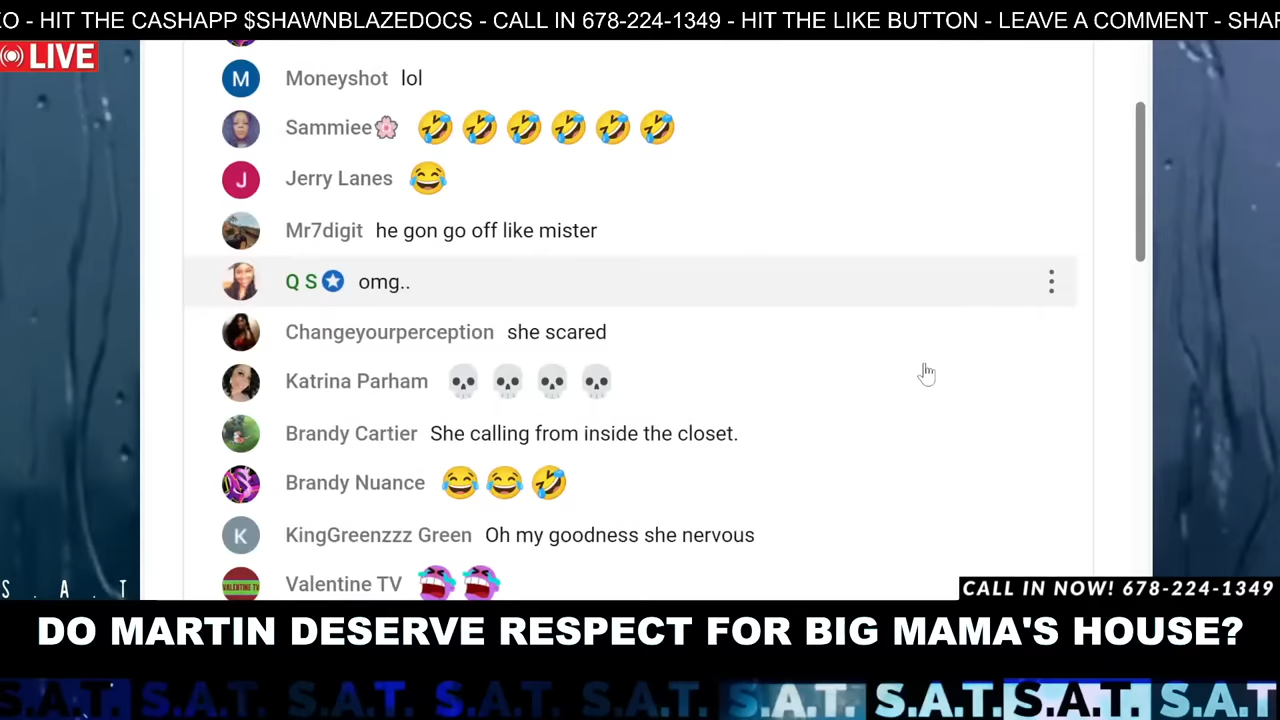 O - HIT THE CASHAPP $SHAWNBLAZEDOCS - CALL IN 678-224-1349 - HIT THE LIKE BUTTON - LEAVE A COMMENT - SHAR
LIVE
M Moneyshot lol
Sammiee🌸 🤣🤣🤣🤣🤣🤣
J Jerry Lanes 😂
Mr7digit he gon go off like mister
Q S omg..
Changeyourperception she scared
Katrina Parham 💀💀💀💀
Brandy Cartier She calling from inside the closet.
Brandy Nuance 😂😂🤣
K KingGreenzzz Green Oh my goodness she nervous
VALENTINE TV Valentine TV
S . A . T
CALL IN NOW! 678-224-1349
DO MARTIN DESERVE RESPECT FOR BIG MAMA'S HOUSE?
S.A.T. S.A.T. S.A.T. S.A.T. S.A.T. S.A.T. S.A.T. S.A.T. S.A.T